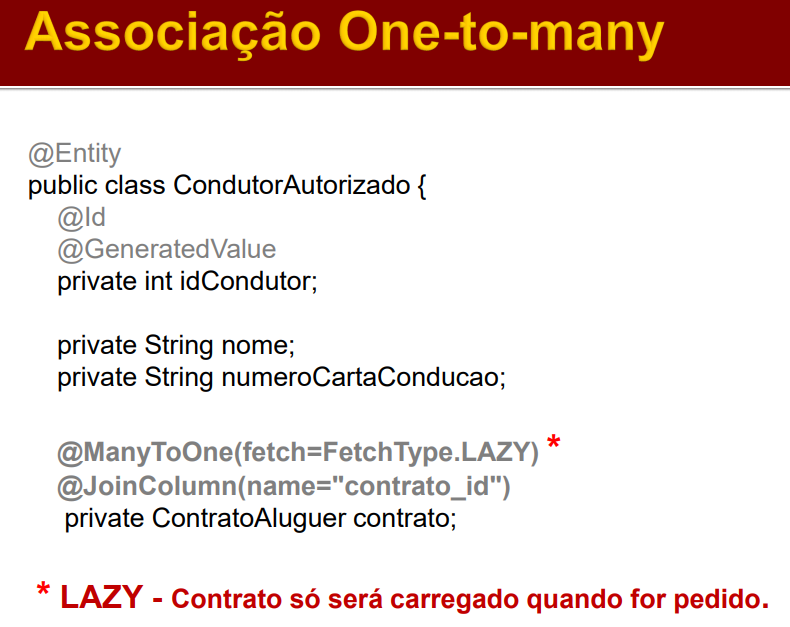 Associação One-to-many
@Entity
public class CondutorAutorizado {
@Id
@GeneratedValue
private int idCondutor;
private String nome;
private String numeroCartaConducao;
@ManyToOne(fetch=FetchType.LAZY) *
@JoinColumn(name="contrato_id")
private ContratoAluguer contrato;
* LAZY - Contrato só será carregado quando for pedido.